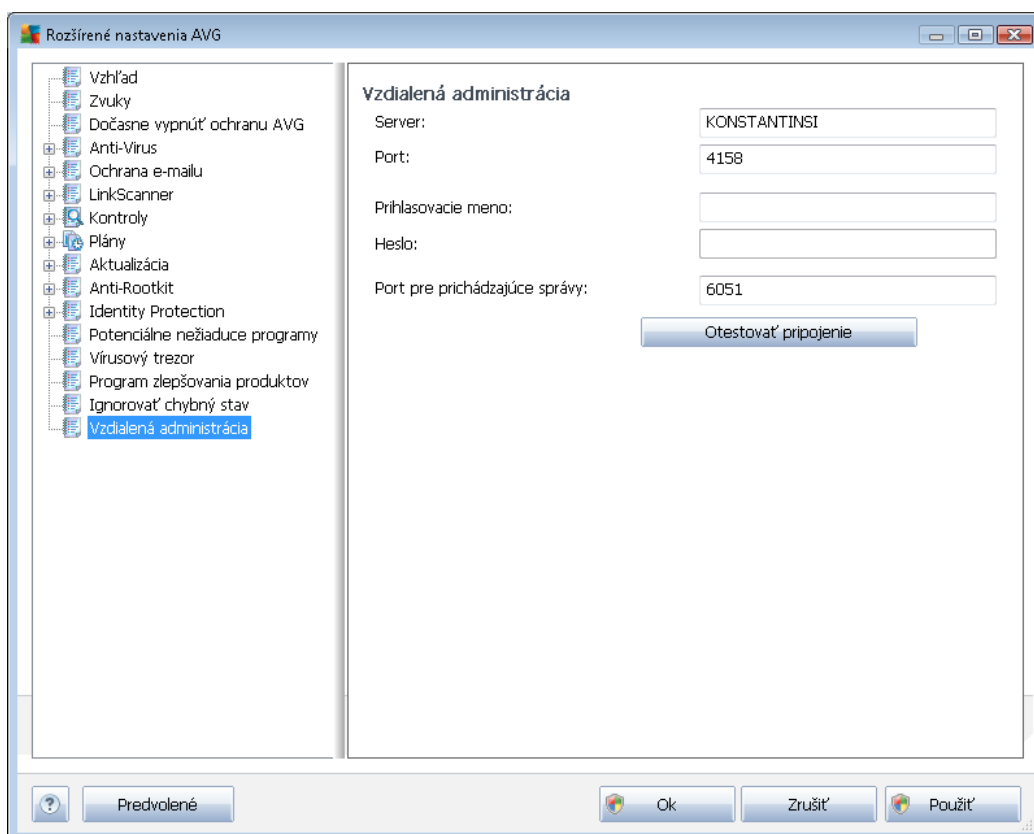 Rozšírené nastavenia AVG
Vzhľad
Zvuky
Dočasne vypnúť ochranu AVG
Anti-Virus
Ochrana e-mailu
LinkScanner
Kontroly
Plány
Aktualizácia
Anti-Rootkit
Identity Protection
Potenciálne nežiaduce programy
Vírusový trezor
Program zlepšovania produktov
Ignorovať chybný stav
Vzdialená administrácia
Vzdialená administrácia
Server: KONSTANTINSI
Port: 4158
Prihlasovacie meno:
Heslo:
Port pre prichádzajúce správy: 6051
Otestovať pripojenie
? Predvolené Ok Zrušiť Použiť